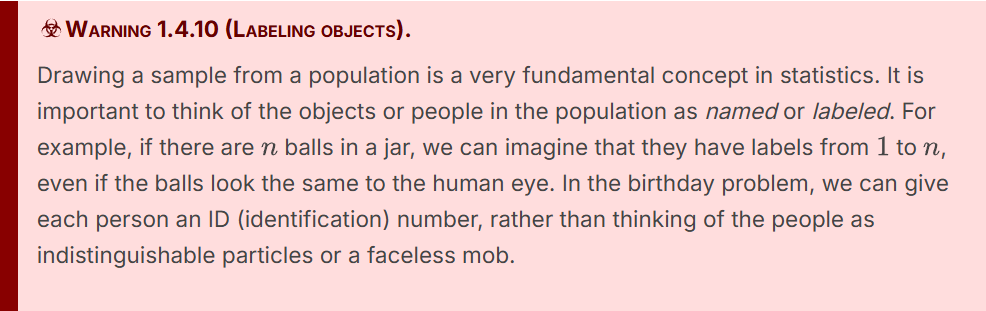 ☣ Warning 1.4.10 (Labeling objects).
Drawing a sample from a population is a very fundamental concept in statistics. It is
important to think of the objects or people in the population as named or labeled. For
example, if there are n balls in a jar, we can imagine that they have labels from 1 to n,
even if the balls look the same to the human eye. In the birthday problem, we can give
each person an ID (identification) number, rather than thinking of the people as
indistinguishable particles or a faceless mob.